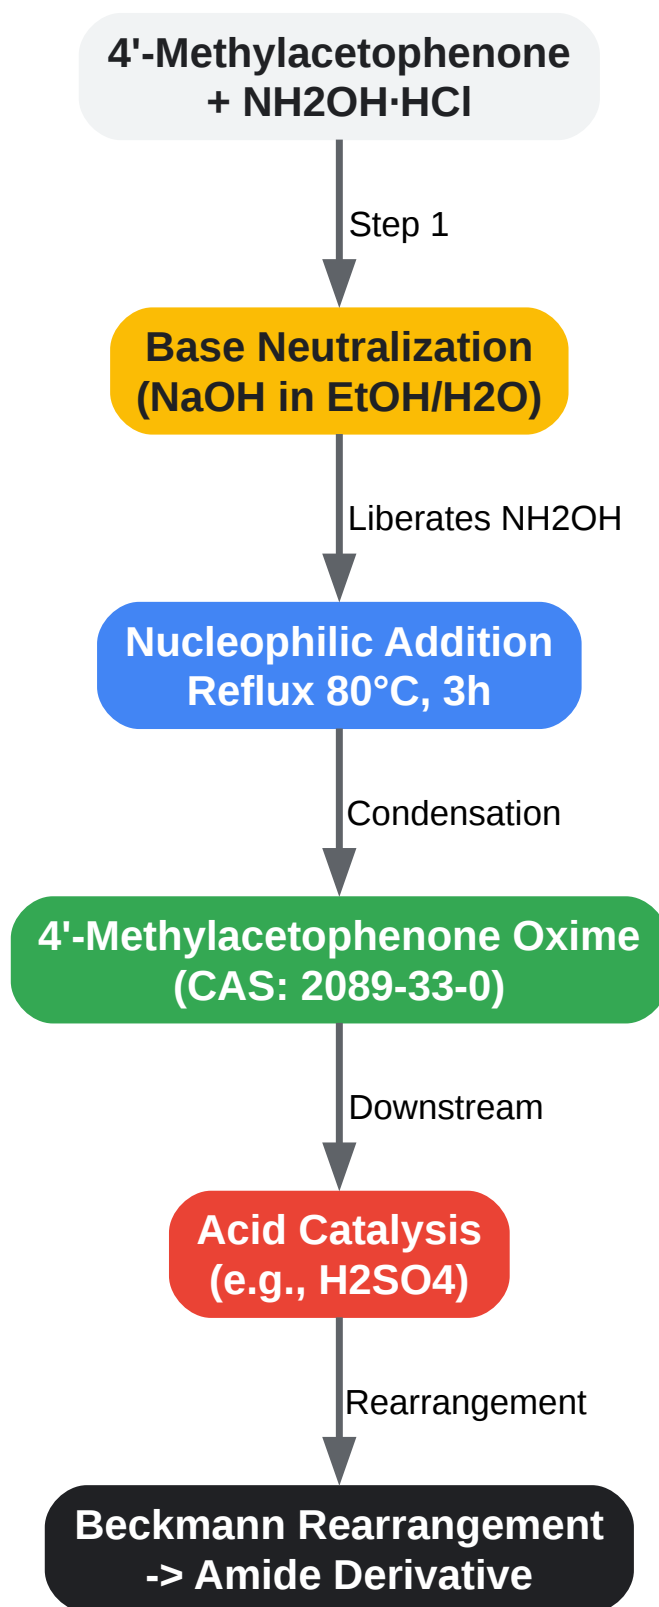 4'-Methylacetophenone
+ NH2OH·HCl
Step 1
Base Neutralization
(NaOH in EtOH/H2O)
Liberates NH2OH
Nucleophilic Addition
Reflux 80°C, 3h
Condensation
4'-Methylacetophenone Oxime
(CAS: 2089-33-0)
Downstream
Acid Catalysis
(e.g., H2SO4)
Rearrangement
Beckmann Rearrangement
-> Amide Derivative